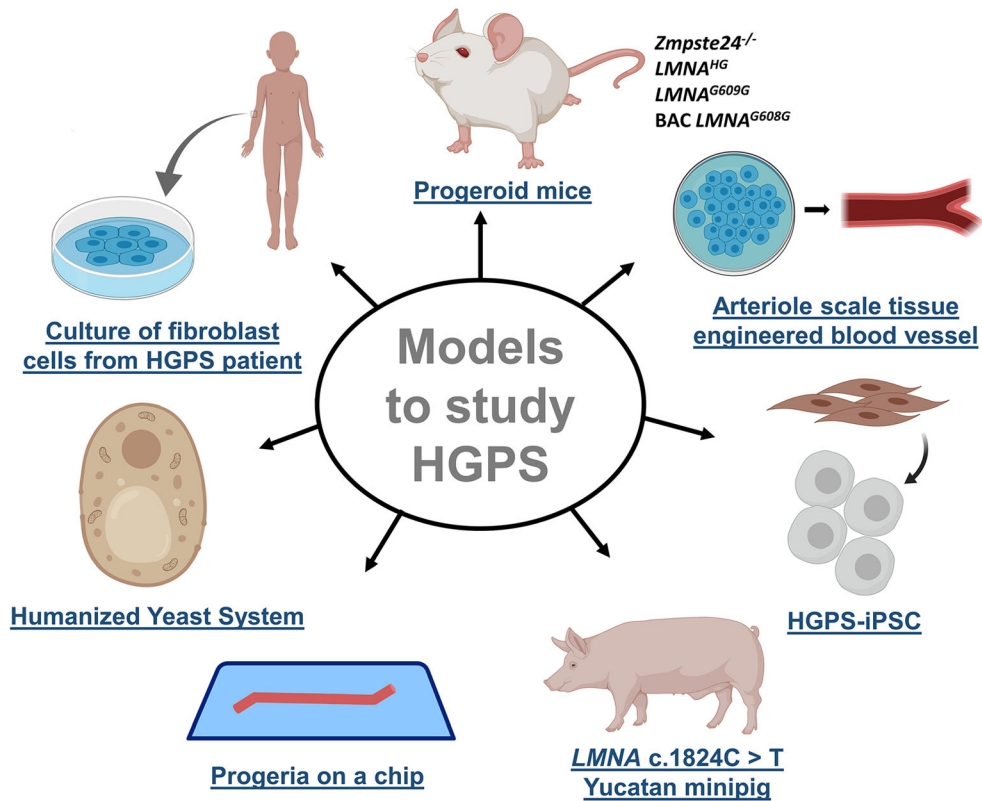 Zmpste24-/-
LMNAHG
LMNAG609G
BAC LMNAG608G
Progeroid mice
Culture of fibroblast
cells from HGPS patient
Arteriole scale tissue
engineered blood vessel
Models
to study
HGPS
Humanized Yeast System
HGPS-iPSC
Progeria on a chip
LMNA c.1824C > T
Yucatan minipig